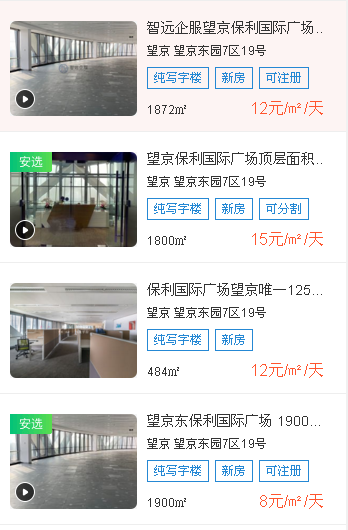 智远企服望京保利国际广场...
望京 望京东园7区19号
纯写字楼 新房 可注册
1872㎡ 12元/㎡/天
安选
望京保利国际广场顶层面积...
望京 望京东园7区19号
纯写字楼 新房 可分割
1800㎡ 15元/㎡/天
保利国际广场望京唯一125...
望京 望京东园7区19号
纯写字楼 新房
484㎡ 12元/㎡/天
安选
望京东保利国际广场 1900...
望京 望京东园7区19号
纯写字楼 新房 可注册
1900㎡ 8元/㎡/天